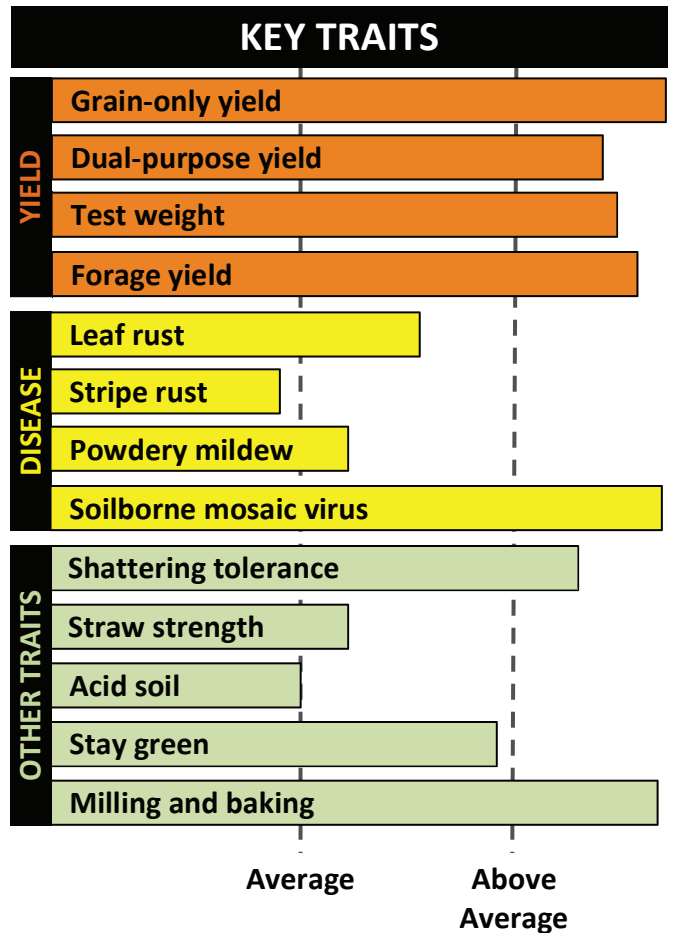 KEY TRAITS
YIELD
Grain-only yield
Dual-purpose yield
Test weight
Forage yield
DISEASE
Leaf rust
Stripe rust
Powdery mildew
Soilborne mosaic virus
OTHER TRAITS
Shattering tolerance
Straw strength
Acid soil
Stay green
Milling and baking
Average
Above
Average